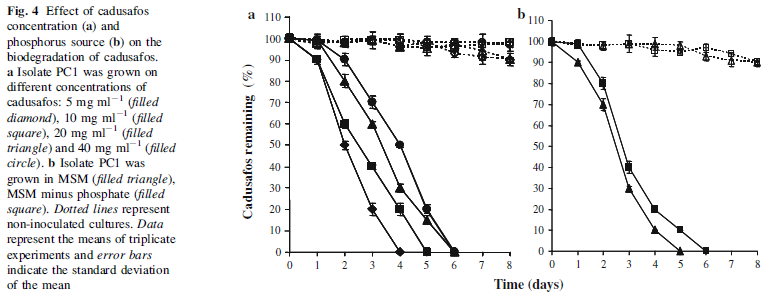 Fig. 4 Effect of cadusafos
concentration (a) and
phosphorus source (b) on the
biodegradation of cadusafos.
a Isolate PC1 was grown on
different concentrations of
cadusafos: 5 mg ml−1 (filled
diamond), 10 mg ml−1 (filled
square), 20 mg ml−1 (filled
triangle) and 40 mg ml−1 (filled
circle). b Isolate PC1 was
grown in MSM (filled triangle),
MSM minus phosphate (filled
square). Dotted lines represent
non-inoculated cultures. Data
represent the means of triplicate
experiments and error bars
indicate the standard deviation
of the mean
a
Cadusafos remaining (%)
110
100
90
80
70
60
50
40
30
20
10
0
0 1 2 3 4 5 6 7 8
b
110
100
90
80
70
60
50
40
30
20
10
0
0 1 2 3 4 5 6 7 8
Time (days)